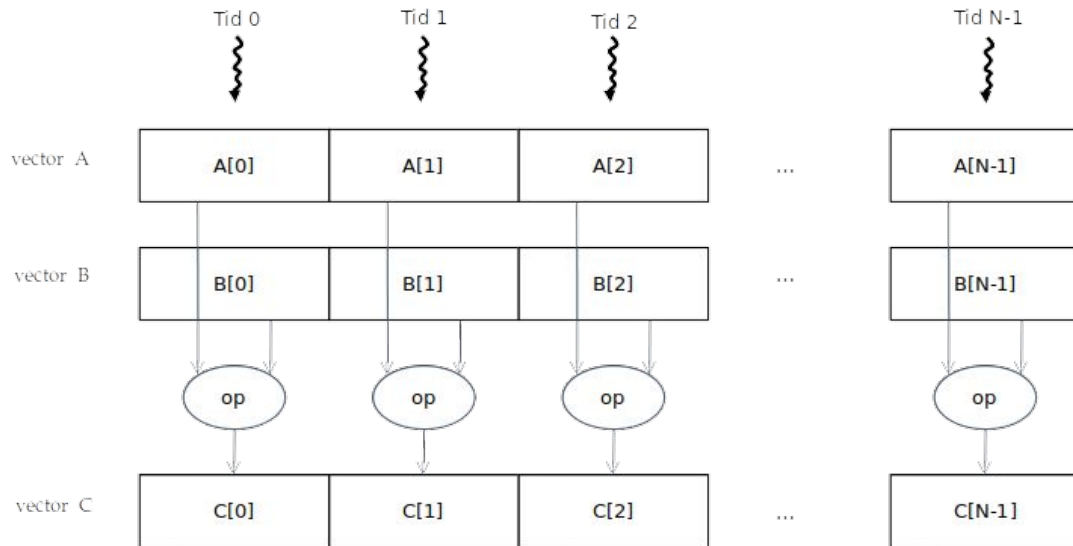 Tid 0 Tid 1 Tid 2 Tid N-1
vector A A[0] A[1] A[2] ... A[N-1]
vector B B[0] B[1] B[2] ... B[N-1]
op op op op
vector C C[0] C[1] C[2] ... C[N-1]